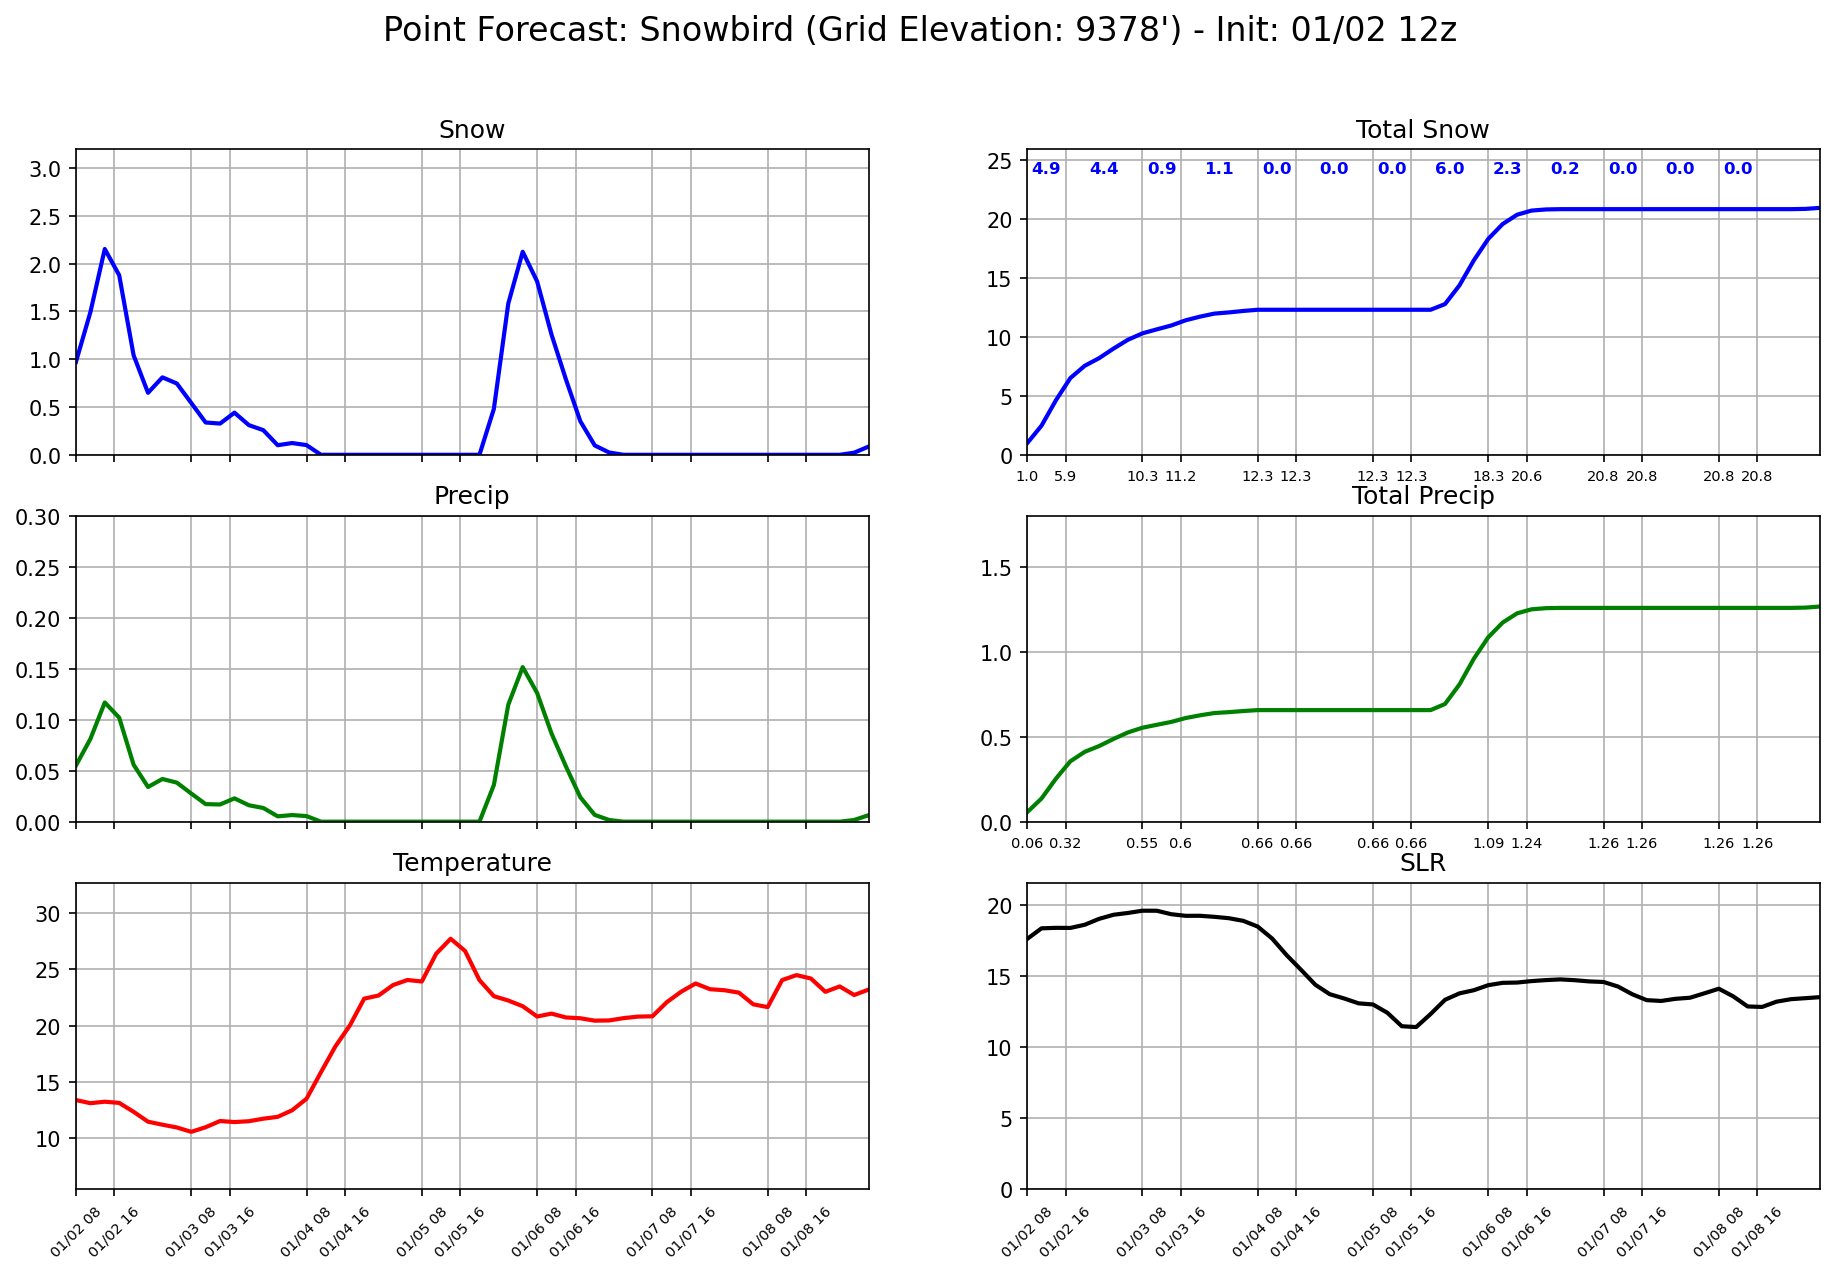 Point Forecast: Snowbird (Grid Elevation: 9378') - Init: 01/02 12z
Snow
3.0
2.5
2.0
1.5
1.0
0.5
0.0
Total Snow
25
20
15
10
5
0
4.9 4.4 0.9 1.1 0.0 0.0 0.0 6.0 2.3 0.2 0.0 0.0 0.0
1.0 5.9 10.3 11.2 12.3 12.3 12.3 12.3 18.3 20.6 20.8 20.8 20.8 20.8
Precip
0.30
0.25
0.20
0.15
0.10
0.05
0.00
Total Precip
1.5
1.0
0.5
0.0
0.06 0.32 0.55 0.6 0.66 0.66 0.66 0.66 1.09 1.24 1.26 1.26 1.26 1.26
Temperature
30
25
20
15
10
01/02 08 01/02 16 01/03 08 01/03 16 01/04 08 01/04 16 01/05 08 01/05 16 01/06 08 01/06 16 01/07 08 01/07 16 01/08 08 01/08 16
SLR
20
15
10
5
0
01/02 08 01/02 16 01/03 08 01/03 16 01/04 08 01/04 16 01/05 08 01/05 16 01/06 08 01/06 16 01/07 08 01/07 16 01/08 08 01/08 16